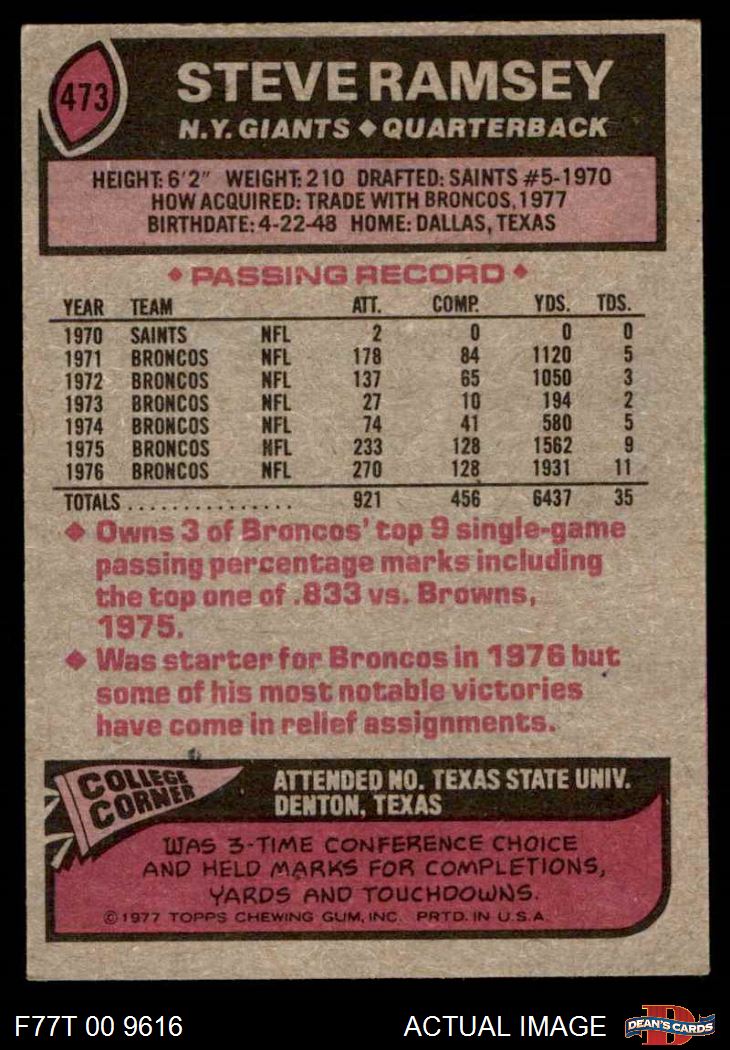 473
STEVE RAMSEY
N.Y. GIANTS ◆ QUARTERBACK
HEIGHT: 6'2" WEIGHT: 210 DRAFTED: SAINTS #5-1970
HOW ACQUIRED: TRADE WITH BRONCOS, 1977
BIRTHDATE: 4-22-48 HOME: DALLAS, TEXAS
◆ PASSING RECORD ◆
YEAR TEAM ATT. COMP. YDS. TDS.
1970 SAINTS NFL 2 0 0 0
1971 BRONCOS NFL 178 84 1120 5
1972 BRONCOS NFL 137 65 1050 3
1973 BRONCOS NFL 27 10 194 2
1974 BRONCOS NFL 74 41 580 5
1975 BRONCOS NFL 233 128 1562 9
1976 BRONCOS NFL 270 128 1931 11
TOTALS ................ 921 456 6437 35
◆ Owns 3 of Broncos' top 9 single-game
passing percentage marks including
the top one of .833 vs. Browns,
1975.
◆ Was starter for Broncos in 1976 but
some of his most notable victories
have come in relief assignments.
COLLEGE
CORNER
ATTENDED NO. TEXAS STATE UNIV.
DENTON, TEXAS
WAS 3-TIME CONFERENCE CHOICE
AND HELD MARKS FOR COMPLETIONS,
YARDS AND TOUCHDOWNS.
©1977 TOPPS CHEWING GUM, INC. PRTD. IN U.S.A.
F77T 00 9616 ACTUAL IMAGE
D
DEAN'S CARDS